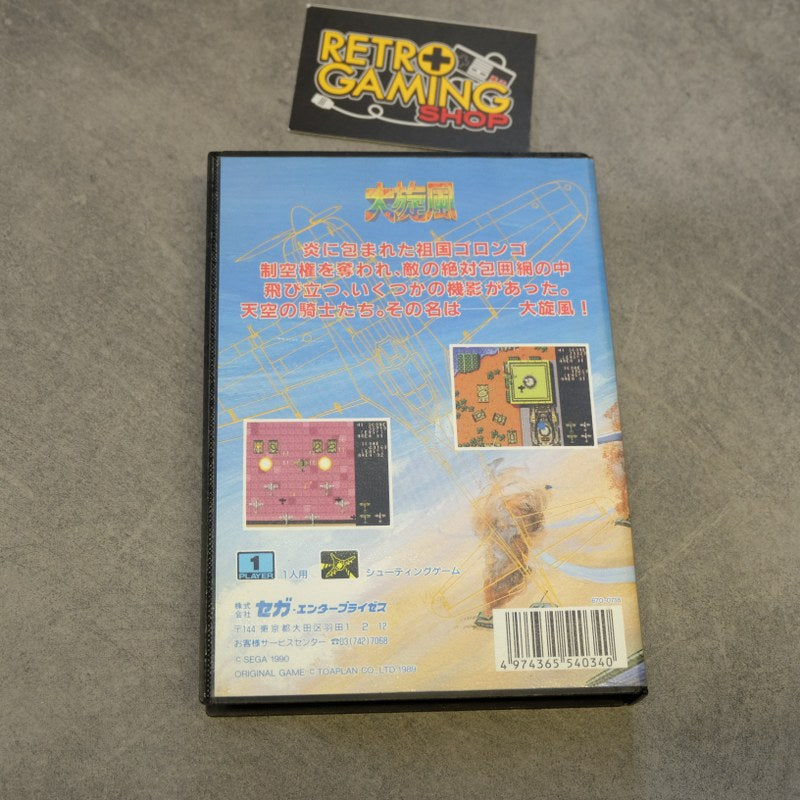 RETRO
GAMING
SHOP
大旋風
炎に包まれた祖国ゴロンゴ
制空権を奪われ、敵の絶対包囲網の中
飛び立つ、いくつかの機影があった。
天空の騎士たち。その名は――大旋風!
1
PLAYER
1人用
シューティングゲーム
株式会社 セガ・エンタープライゼス
〒144 東京都大田区羽田1-2-12
お客様サービスセンター ☎03(742)7068
© SEGA 1990
ORIGINAL GAME © TOAPLAN CO., LTD. 1989
4 974365 540340